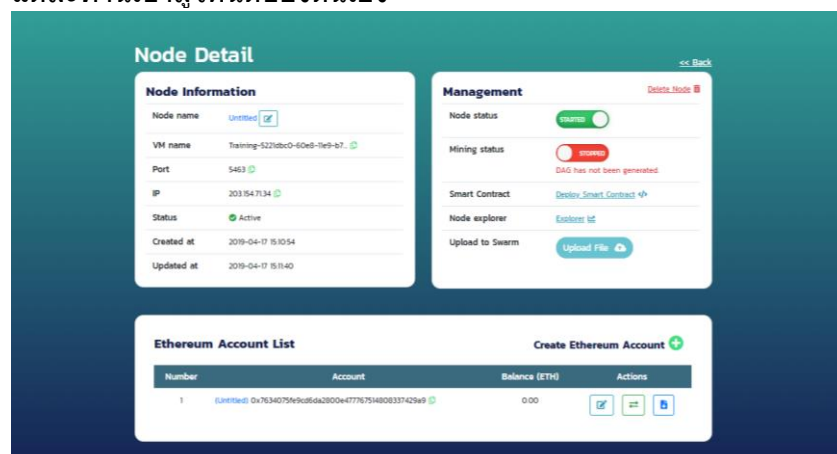 Node Detail
<< Back
Node Information
Node name Untitled
VM name Training-5221dbc0-60e8-11e9-b7...
Port 5463
IP 203.154.71.34
Status Active
Created at 2019-04-17 15:10:54
Updated at 2019-04-17 15:11:40
Management
Delete Node
Node status STARTED
Mining status STOPPED
DAG has not been generated.
Smart Contract Deploy Smart Contract </>
Node explorer Explorer
Upload to Swarm Upload File
Ethereum Account List
Create Ethereum Account
Number Account Balance (ETH) Actions
1 (Untitled) 0x7634075fe9cd6da2800e477767514808337429a9 0.00